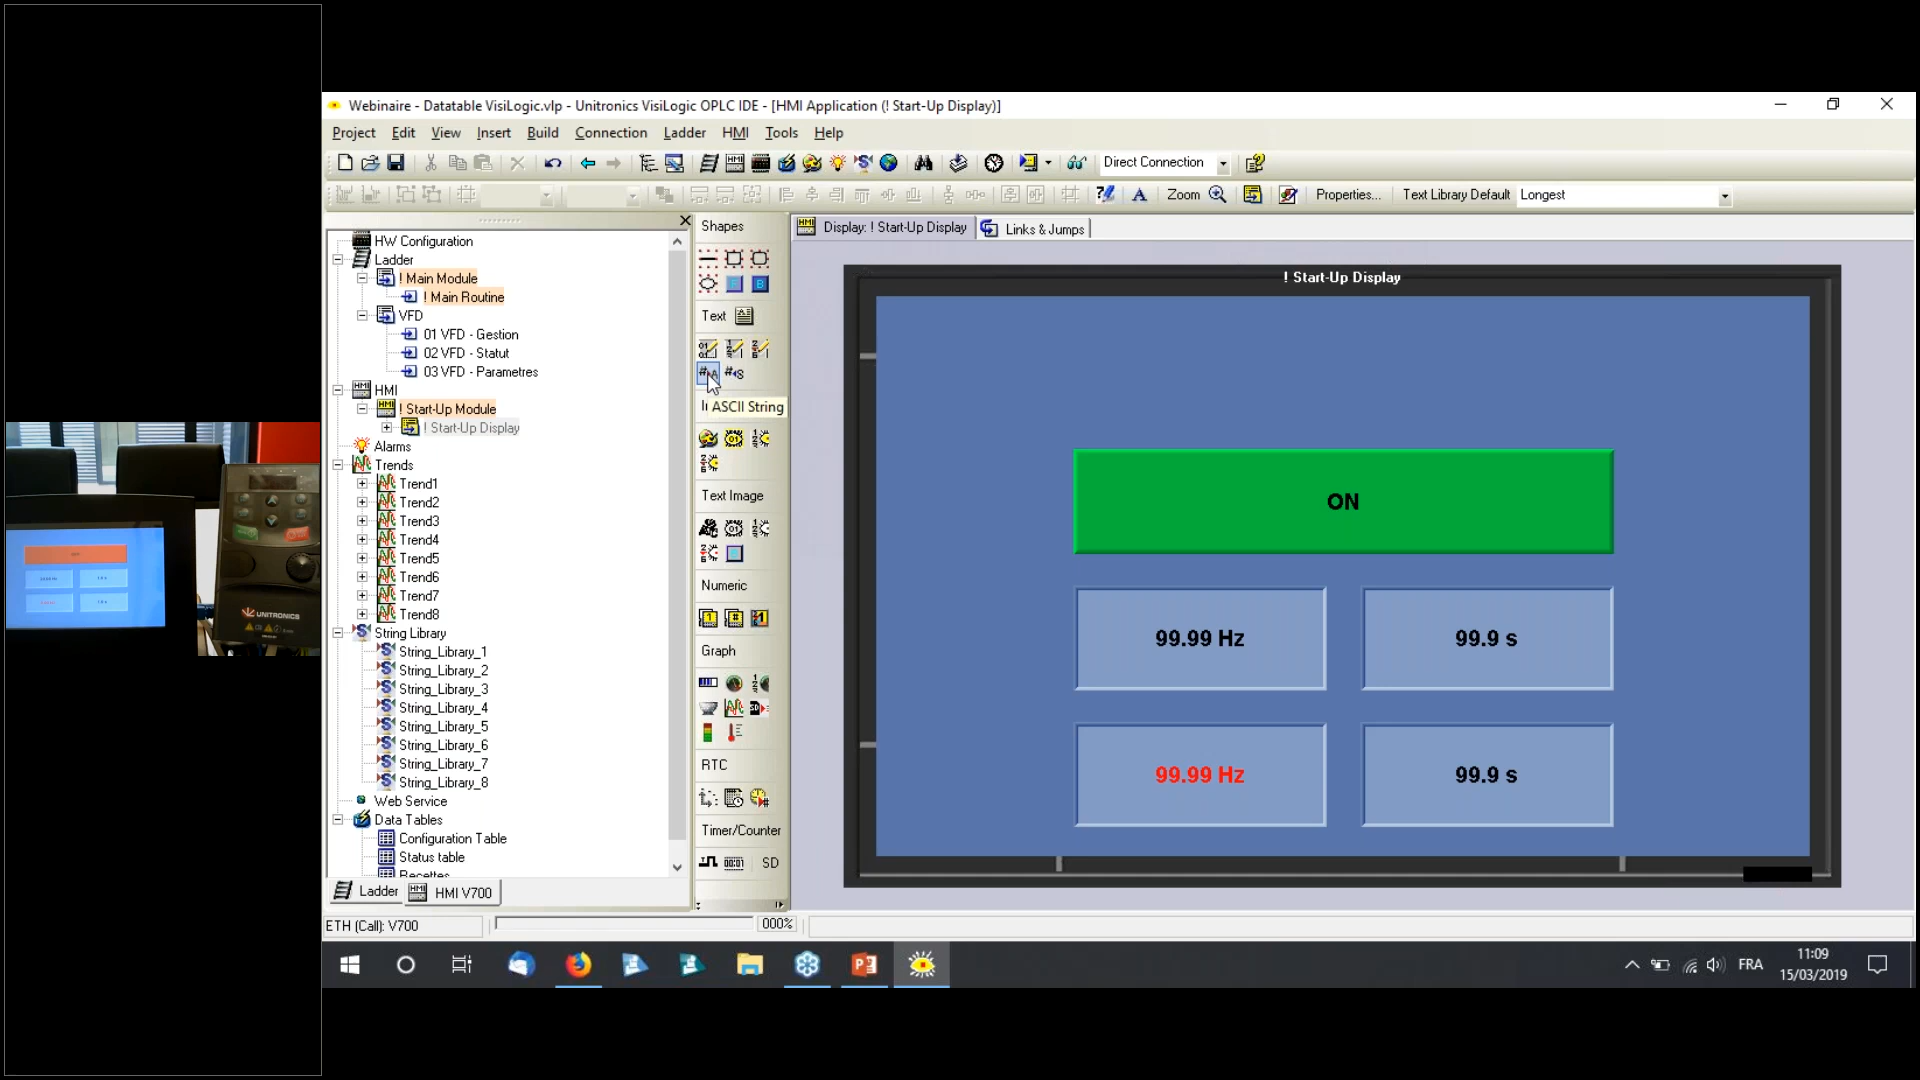 Webinaire - Datatable VisiLogic.vlp - Unitronics VisiLogic OPLC IDE - [HMI Application (! Start-Up Display)]
Project Edit View Insert Build Connection Ladder HMI Tools Help
Direct Connection
Zoom Properties... Text Library Default Longest
HW Configuration
Ladder
! Main Module
! Main Routine
VFD
01 VFD - Gestion
02 VFD - Statut
03 VFD - Parametres
HMI
! Start-Up Module
! Start-Up Display
Alarms
Trends
Trend1
Trend2
Trend3
Trend4
Trend5
Trend6
Trend7
Trend8
String Library
String_Library_1
String_Library_2
String_Library_3
String_Library_4
String_Library_5
String_Library_6
String_Library_7
String_Library_8
Web Service
Data Tables
Configuration Table
Status table
Recettes
Ladder HMI V700
Shapes
Text
ASCII String
Text Image
Numeric
Graph
RTC
Timer/Counter
SD
Display: ! Start-Up Display Links & Jumps
! Start-Up Display
ON
99.99 Hz 99.9 s
99.99 Hz 99.9 s
ETH (Call): V700 000%
FRA 11:09
15/03/2019
UNITRONICS